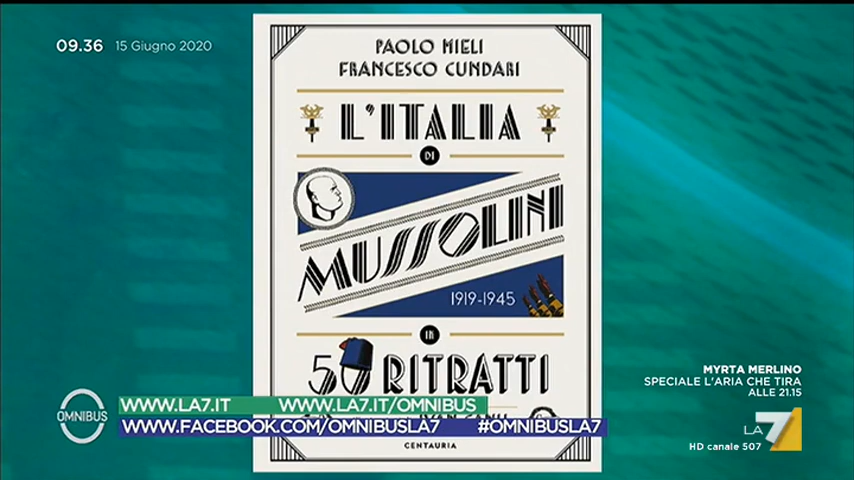 09.36 15 Giugno 2020
PAOLO MIELI
FRANCESCO CUNDARI
L'ITALIA
DI
MUSSOLINI
1919-1945
IN
50 RITRATTI
CENTAURIA
OMNIBUS
WWW.LA7.IT WWW.LA7.IT/OMNIBUS
WWW.FACEBOOK.COM/OMNIBUSLA7 #OMNIBUSLA7
MYRTA MERLINO
SPECIALE L'ARIA CHE TIRA
ALLE 21.15
LA7
HD canale 507